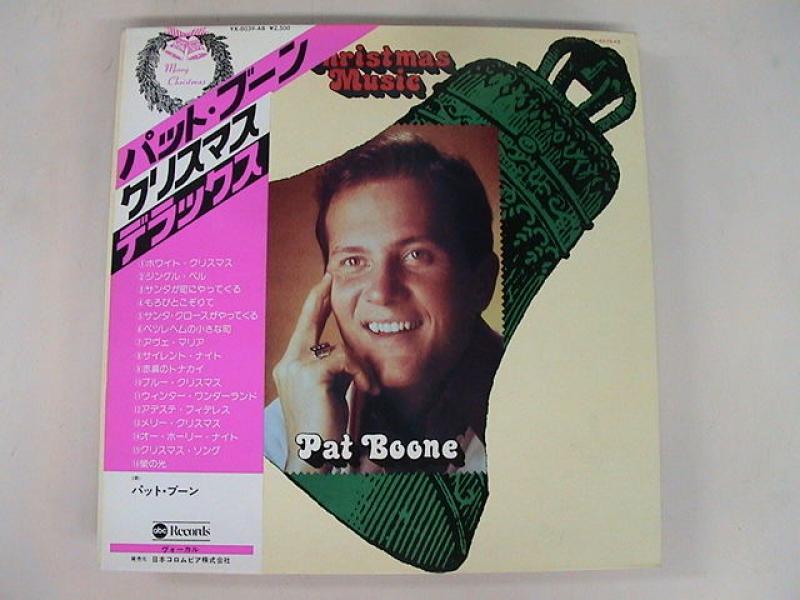 YX-8039-AB ¥2,500
Merry
Christmas
パット・ブーン
クリスマス
デラックス
①ホワイト・クリスマス
②ジングル・ベル
③サンタが町にやってくる
④もろびとこぞりて
⑤サンタ・クロースがやってくる
⑥ベツレヘムの小さな町
⑦アヴェ・マリア
⑧サイレント・ナイト
⑨赤鼻のトナカイ
⑩ブルー・クリスマス
⑪ウィンター・ワンダーランド
⑫アデステ・フィデレス
⑬メリー・クリスマス
⑭オー・ホーリー・ナイト
⑮クリスマス・ソング
⑯蛍の光
パット・ブーン
abc Records
ヴォーカル
発売元 日本コロムビア株式会社
Christmas
Music
Pat Boone